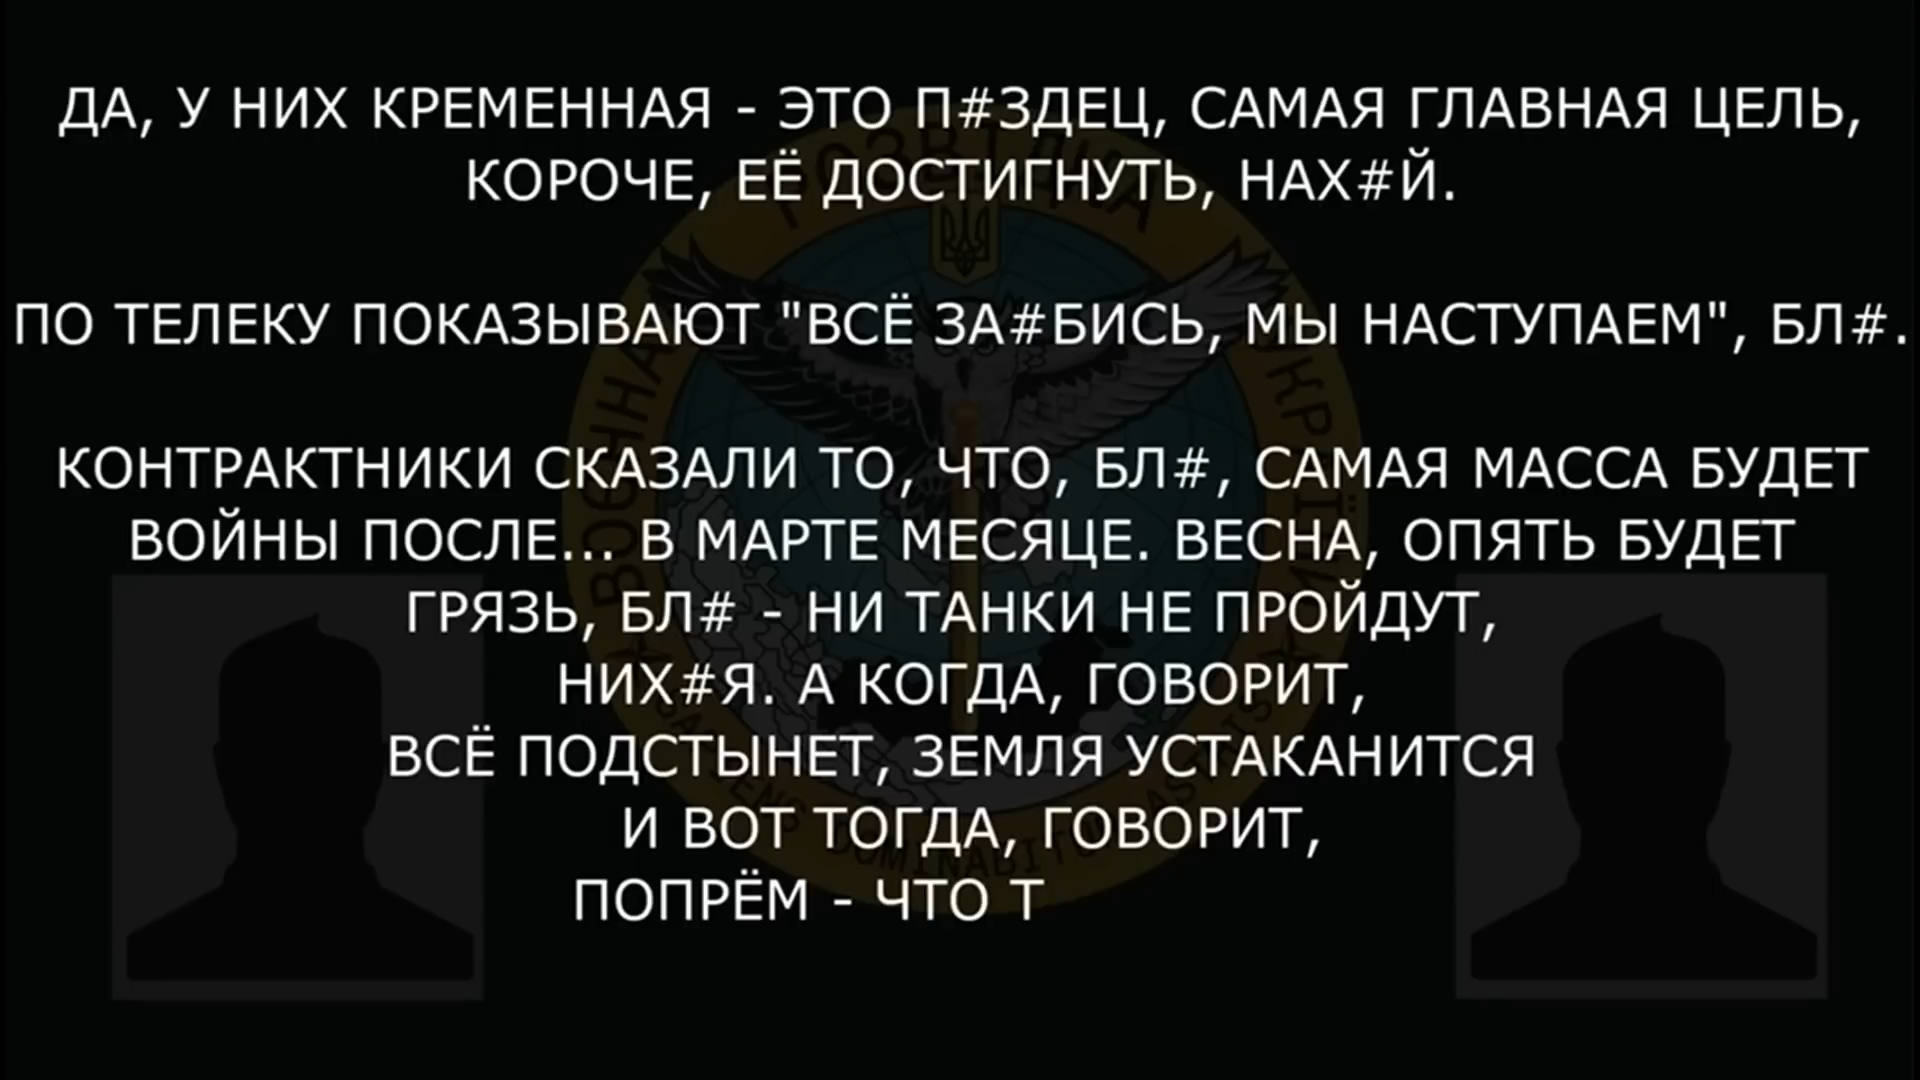 ДА, У НИХ КРЕМЕННАЯ - ЭТО П#ЗДЕЦ, САМАЯ ГЛАВНАЯ ЦЕЛЬ,
КОРОЧЕ, ЕЁ ДОСТИГНУТЬ, НАХ#Й.
ПО ТЕЛЕКУ ПОКАЗЫВАЮТ "ВСЁ ЗА#БИСЬ, МЫ НАСТУПАЕМ", БЛ#.
КОНТРАКТНИКИ СКАЗАЛИ ТО, ЧТО, БЛ#, САМАЯ МАССА БУДЕТ
ВОЙНЫ ПОСЛЕ... В МАРТЕ МЕСЯЦЕ. ВЕСНА, ОПЯТЬ БУДЕТ
ГРЯЗЬ, БЛ# - НИ ТАНКИ НЕ ПРОЙДУТ,
НИХ#Я. А КОГДА, ГОВОРИТ,
ВСЁ ПОДСТЫНЕТ, ЗЕМЛЯ УСТАКАНИТСЯ
И ВОТ ТОГДА, ГОВОРИТ,
ПОПРЁМ - ЧТО Т